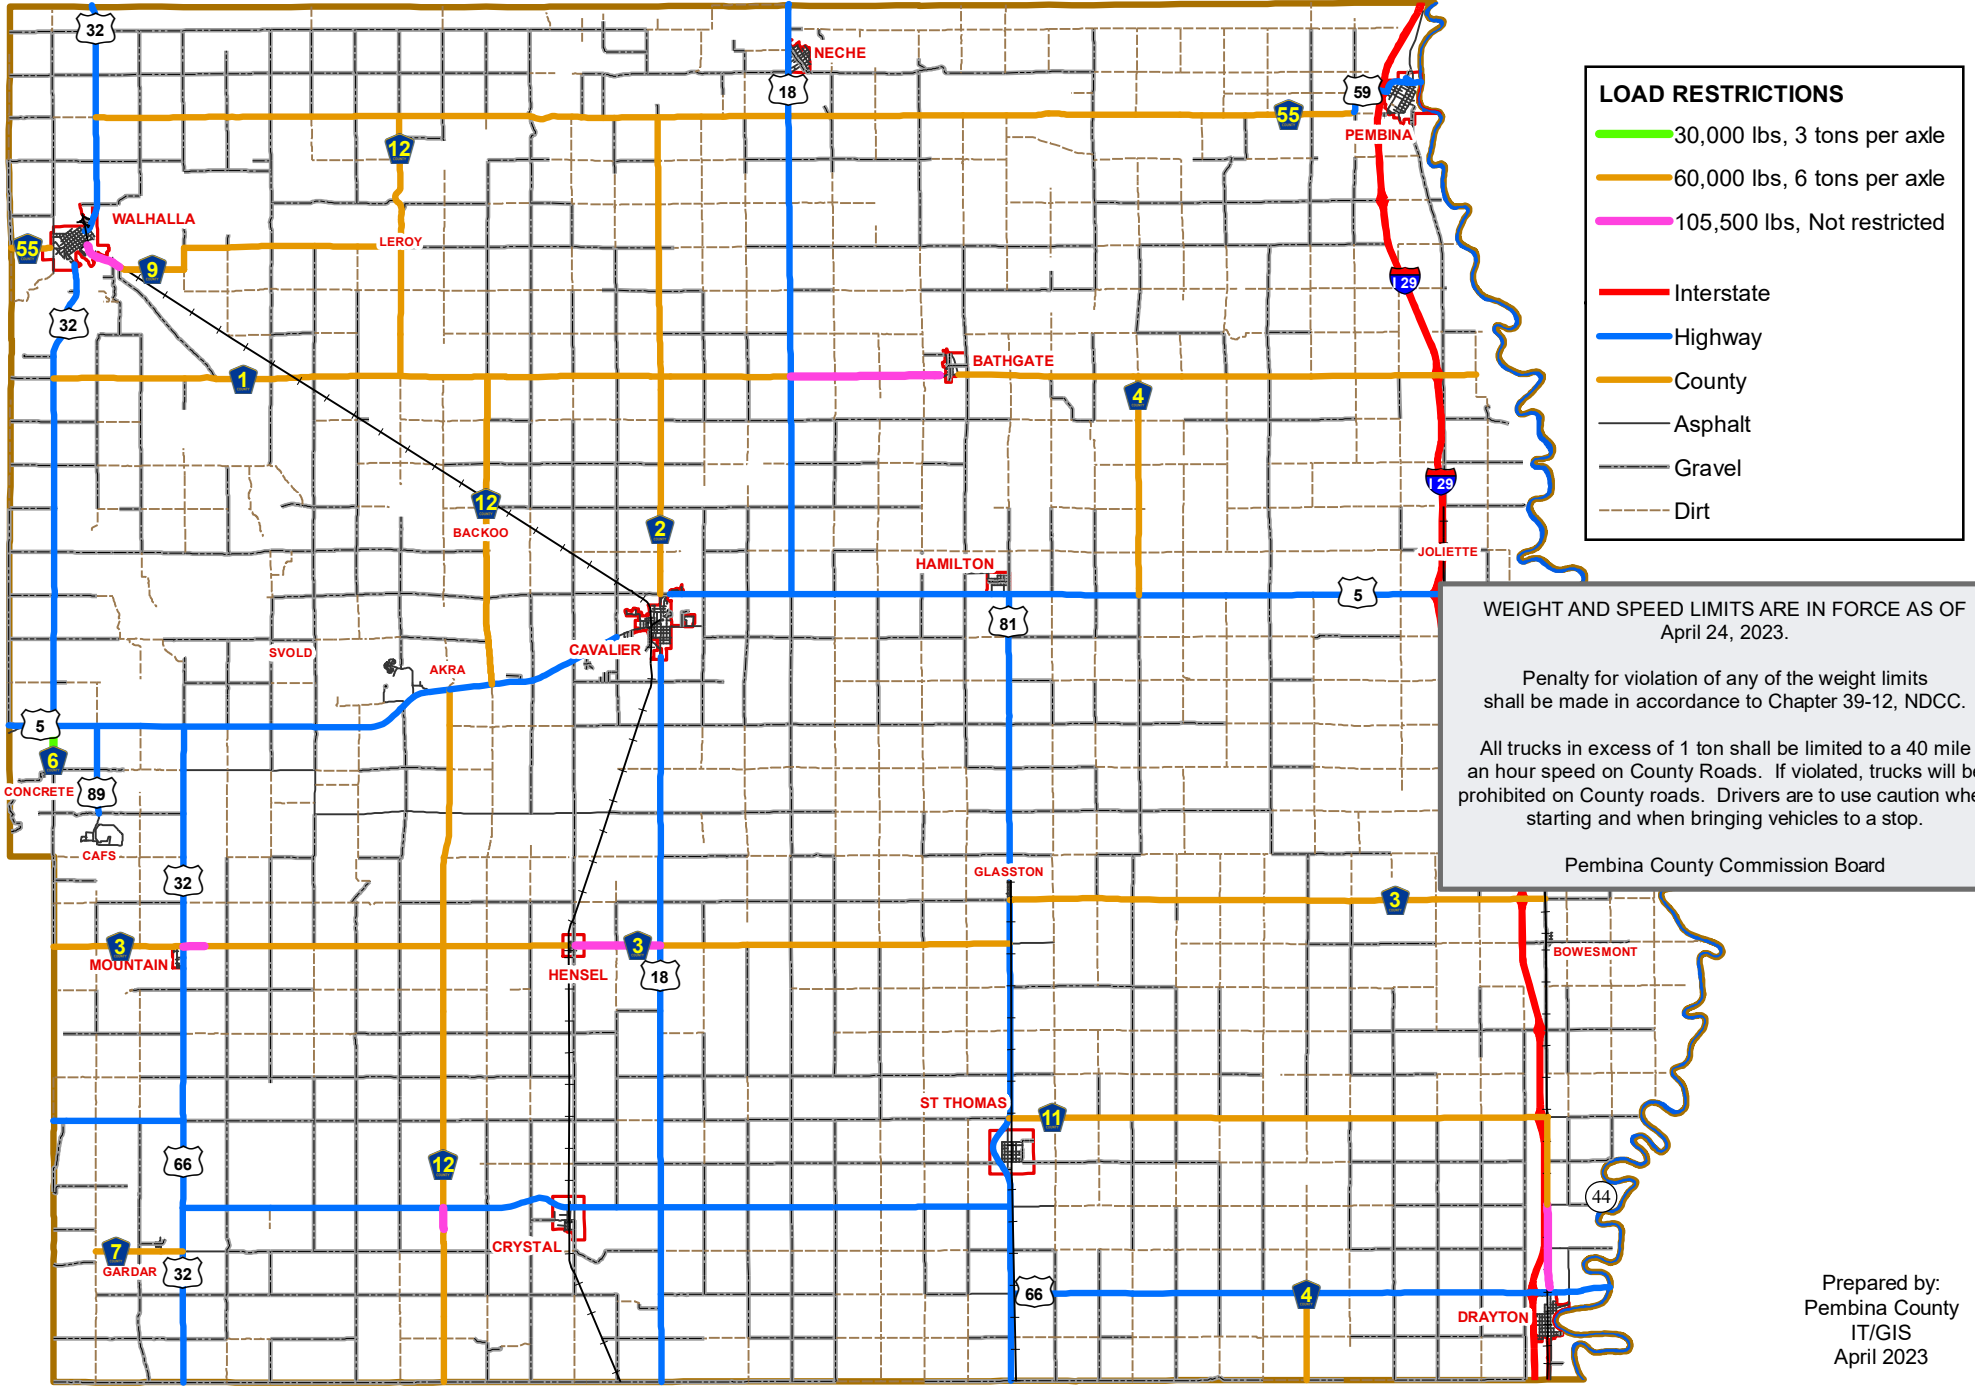 32
NECHE
18
59
55
PEMBINA
12
WALHALLA
55
LEROY
9
I 29
32
1
BATHGATE
4
I 29
12
BACKOO
2
JOLIETTE
HAMILTON
5
81
CAVALIER
SVOLD
AKRA
5
6
CONCRETE
89
CAFS
32
GLASSTON
3
3
MOUNTAIN
3
HENSEL
18
BOWESMONT
ST THOMAS
11
66
12
44
CRYSTAL
7
GARDAR
32
66
4
DRAYTON
LOAD RESTRICTIONS
30,000 lbs, 3 tons per axle
60,000 lbs, 6 tons per axle
105,500 lbs, Not restricted
Interstate
Highway
County
Asphalt
Gravel
Dirt
WEIGHT AND SPEED LIMITS ARE IN FORCE AS OF
April 24, 2023.
Penalty for violation of any of the weight limits
shall be made in accordance to Chapter 39-12, NDCC.
All trucks in excess of 1 ton shall be limited to a 40 mile
an hour speed on County Roads. If violated, trucks will be
prohibited on County roads. Drivers are to use caution whe
starting and when bringing vehicles to a stop.
Pembina County Commission Board
Prepared by:
Pembina County
IT/GIS
April 2023